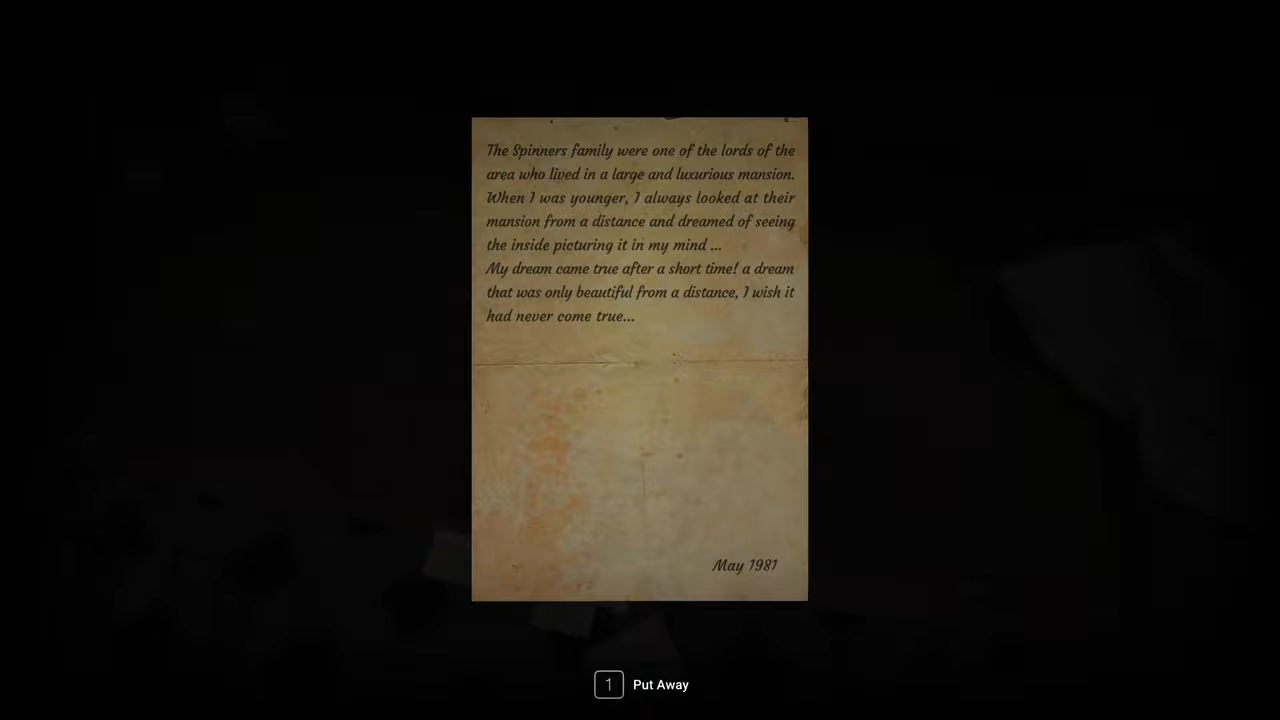 The Spinners family were one of the lords of the
area who lived in a large and luxurious mansion.
When I was younger, I always looked at their
mansion from a distance and dreamed of seeing
the inside picturing it in my mind ...
My dream came true after a short time! a dream
that was only beautiful from a distance, I wish it
had never come true...
May 1981
1 Put Away